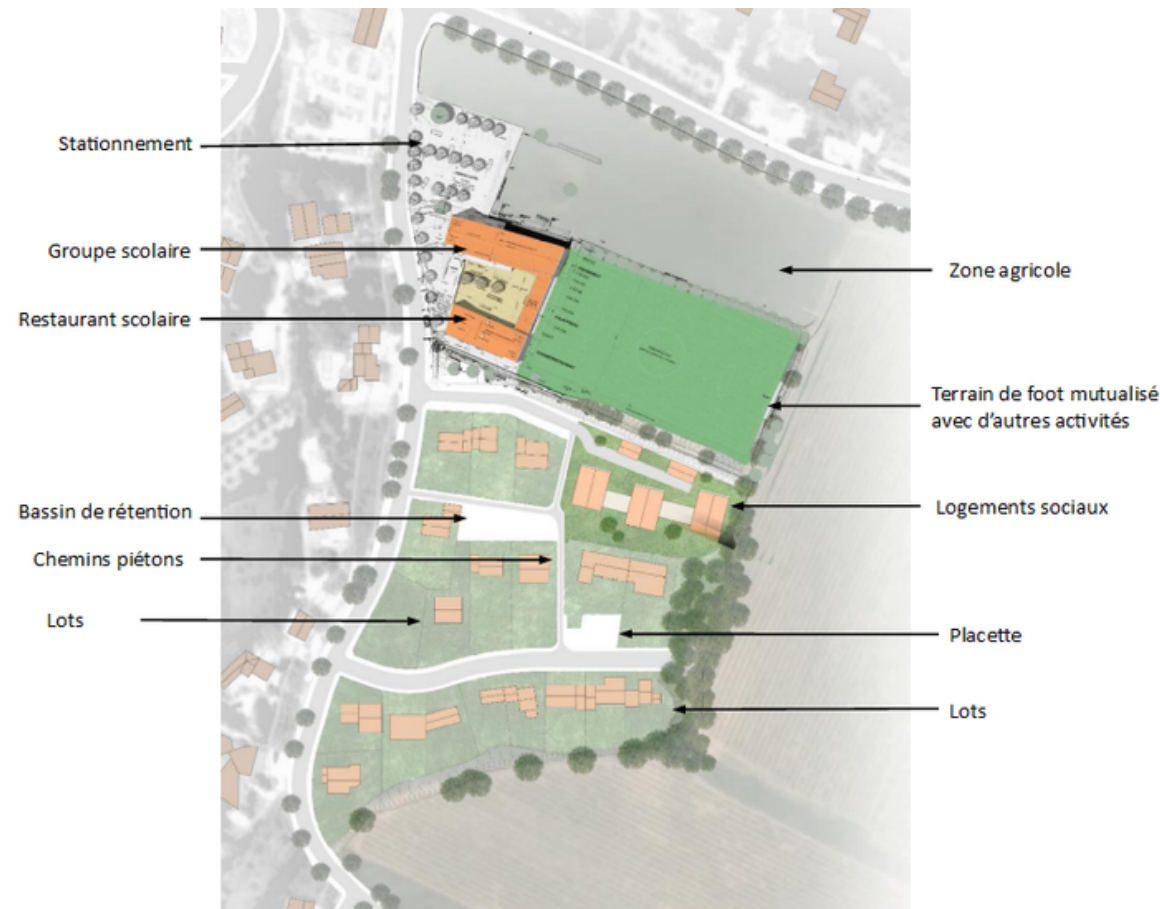 Stationnement
Groupe scolaire
Restaurant scolaire
Bassin de rétention
Chemins piétons
Lots
Zone agricole
Terrain de foot mutualisé
avec d'autres activités
Logements sociaux
Placette
Lots